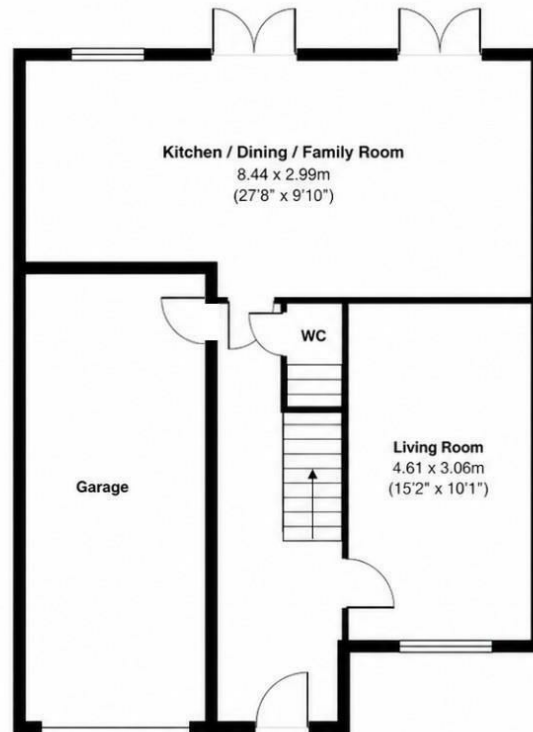 Kitchen / Dining / Family Room
8.44 x 2.99m
(27'8" x 9'10")
WC
Living Room
4.61 x 3.06m
(15'2" x 10'1")
Garage